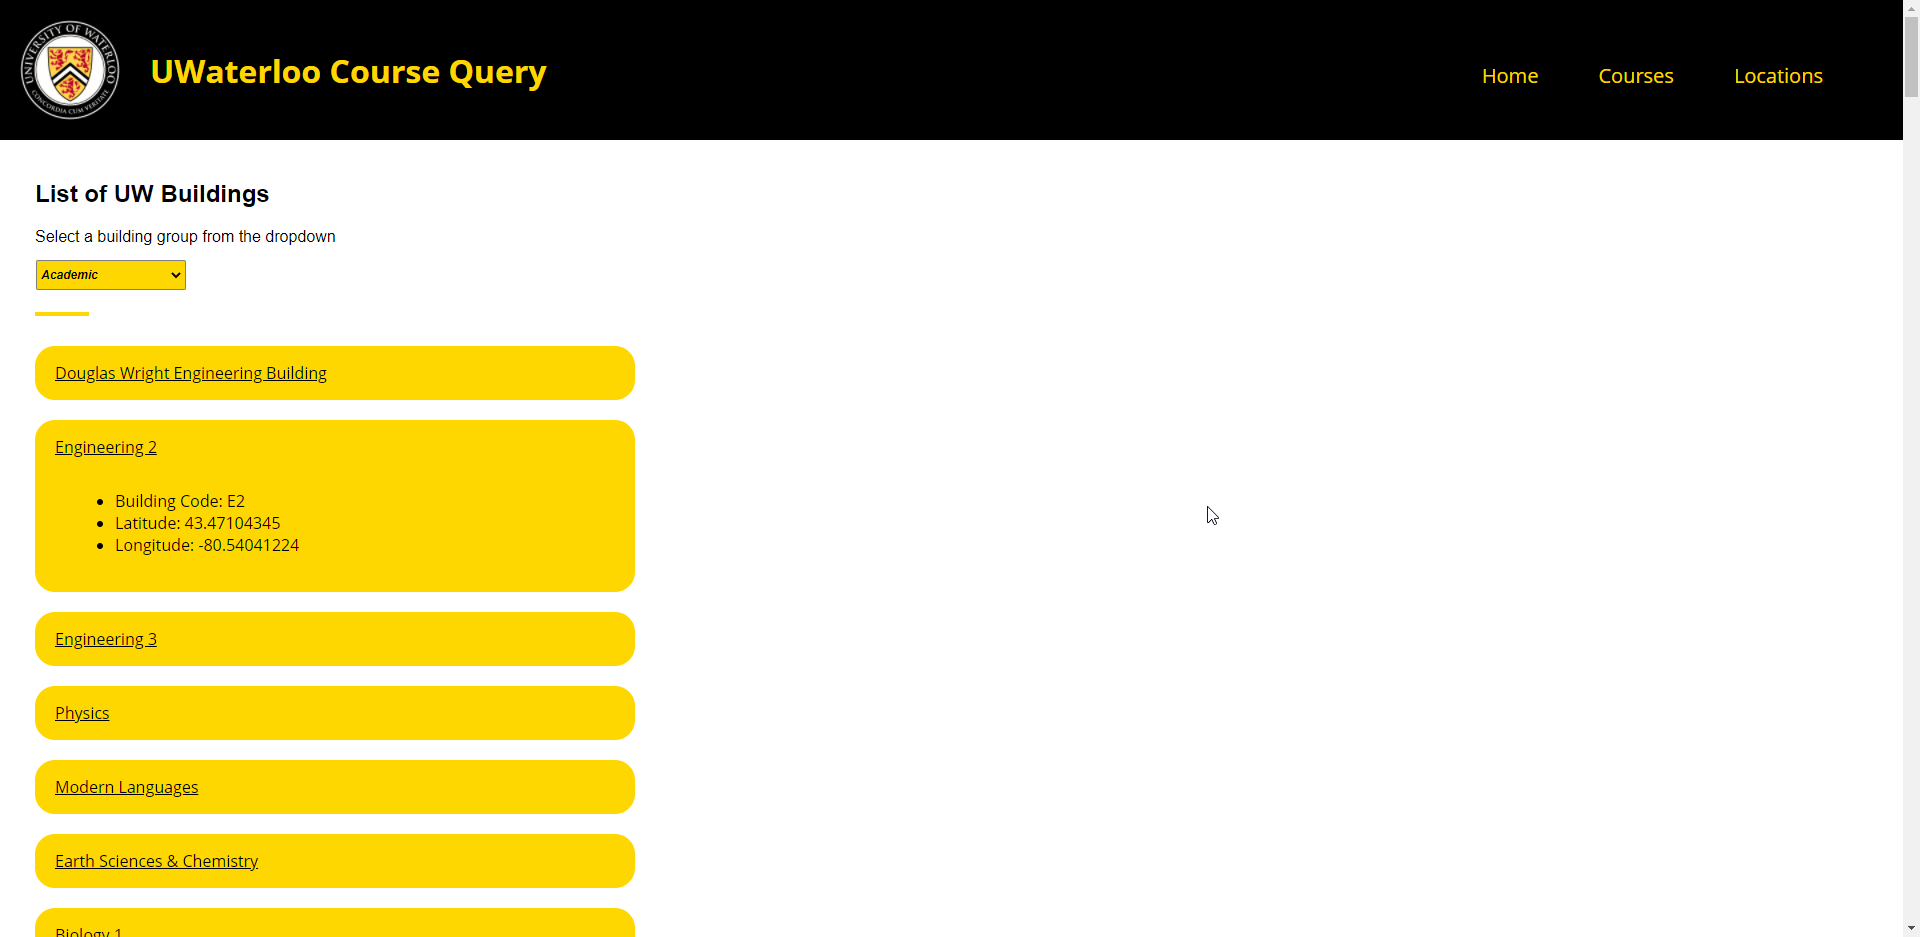 UNIVERSITY OF WATERLOO
CONCORDIA CUM VERITATE
UWaterloo Course Query
Home
Courses
Locations
List of UW Buildings
Select a building group from the dropdown
Academic
Douglas Wright Engineering Building
Engineering 2
Building Code: E2
Latitude: 43.47104345
Longitude: -80.54041224
Engineering 3
Physics
Modern Languages
Earth Sciences & Chemistry
Biology 1